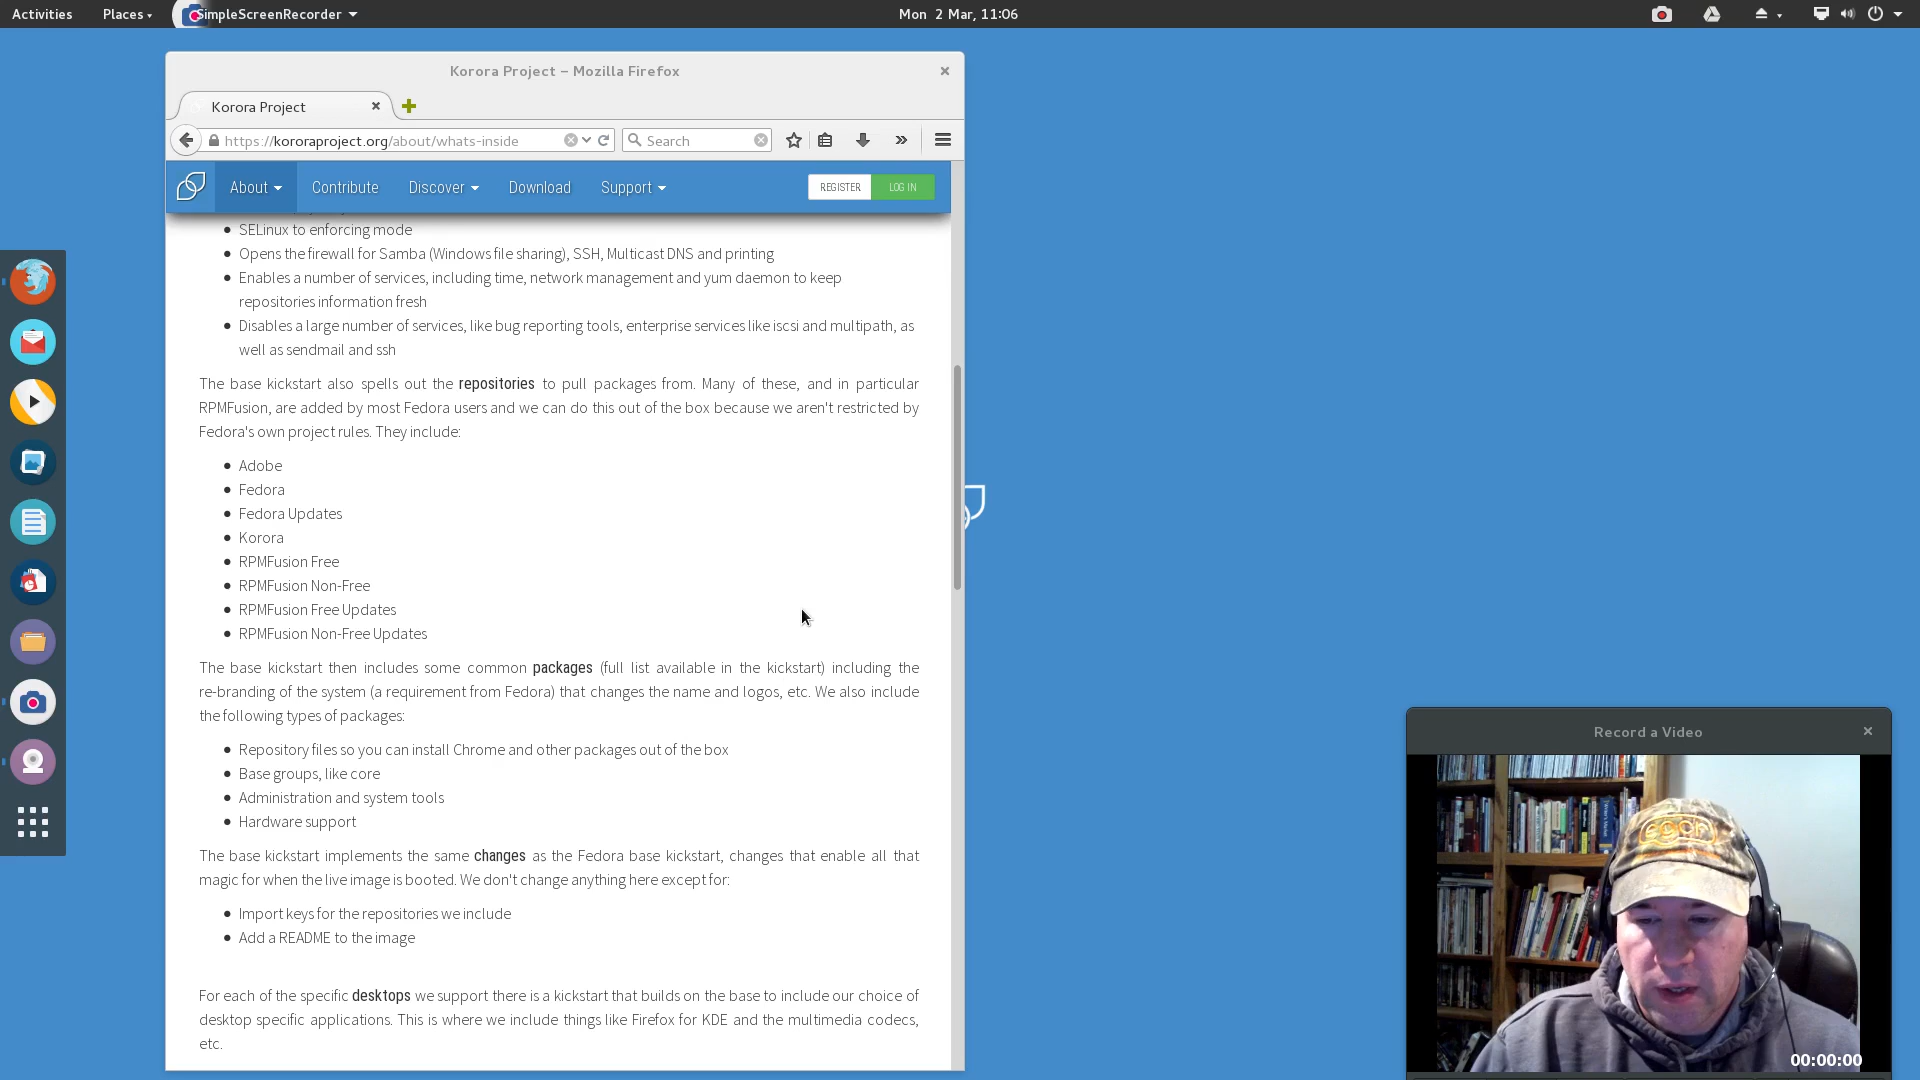 Activities Places SimpleScreenRecorder Mon 2 Mar, 11:06
Korora Project – Mozilla Firefox
Korora Project
https://kororaproject.org/about/whats-inside Search
About Contribute Discover Download Support REGISTER LOG IN
SELinux to enforcing mode
Opens the firewall for Samba (Windows file sharing), SSH, Multicast DNS and printing
Enables a number of services, including time, network management and yum daemon to keep
repositories information fresh
Disables a large number of services, like bug reporting tools, enterprise services like iscsi and multipath, as
well as sendmail and ssh
The base kickstart also spells out the repositories to pull packages from. Many of these, and in particular
RPMFusion, are added by most Fedora users and we can do this out of the box because we aren't restricted by
Fedora's own project rules. They include:
Adobe
Fedora
Fedora Updates
Korora
RPMFusion Free
RPMFusion Non-Free
RPMFusion Free Updates
RPMFusion Non-Free Updates
The base kickstart then includes some common packages (full list available in the kickstart) including the
re-branding of the system (a requirement from Fedora) that changes the name and logos, etc. We also include
the following types of packages:
Repository files so you can install Chrome and other packages out of the box
Base groups, like core
Administration and system tools
Hardware support
The base kickstart implements the same changes as the Fedora base kickstart, changes that enable all that
magic for when the live image is booted. We don't change anything here except for:
Import keys for the repositories we include
Add a README to the image
For each of the specific desktops we support there is a kickstart that builds on the base to include our choice of
desktop specific applications. This is where we include things like Firefox for KDE and the multimedia codecs,
etc.
Record a Video
00:00:00